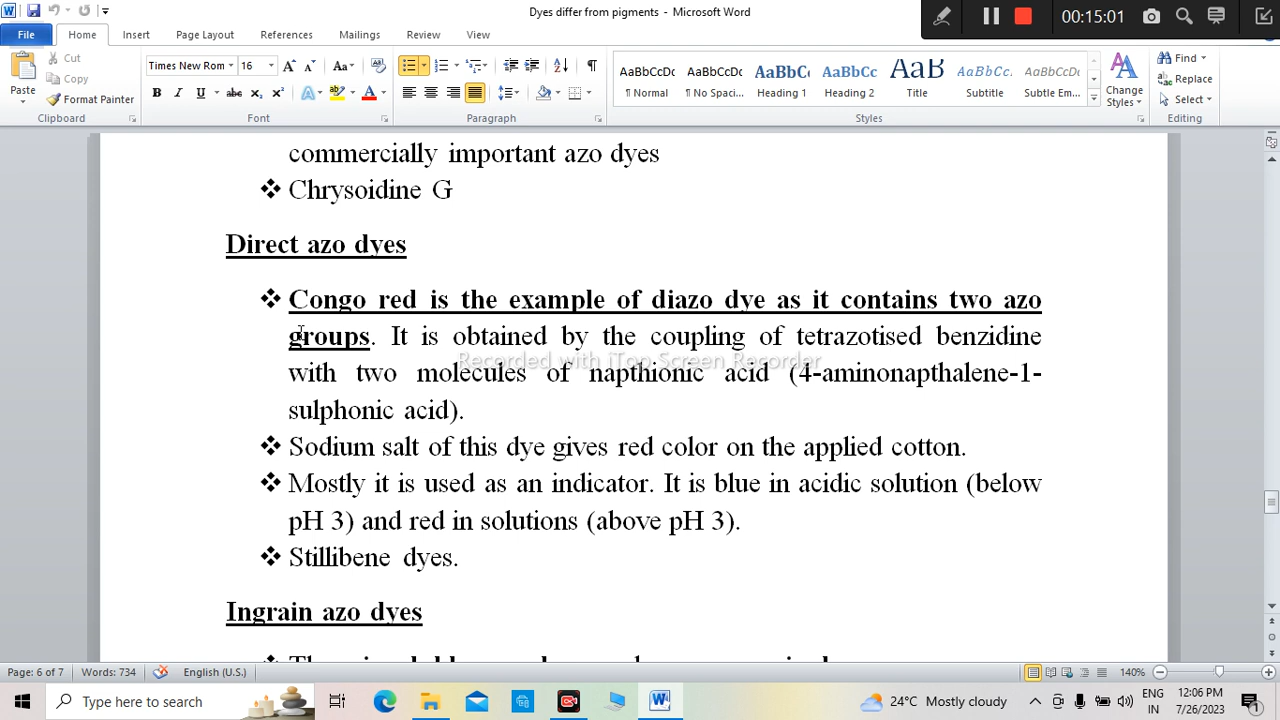 Dyes differ from pigments - Microsoft Word
00:15:01
File Home Insert Page Layout References Mailings Review View
Cut
Copy
Paste
Format Painter
Times New Rom 16
AaBbCcDc AaBbCcDc AaBbCc AaBbCc AaB AaBbCcL AaBbCcDc
¶ Normal ¶ No Spaci... Heading 1 Heading 2 Title Subtitle Subtle Em...
Change Styles
Find
Replace
Select
Clipboard Font Paragraph Styles Editing
commercially important azo dyes
❖ Chrysoidine G
Direct azo dyes
❖ Congo red is the example of diazo dye as it contains two azo
groups. It is obtained by the coupling of tetrazotised benzidine
Recorded with iTop Screen Recorder
with two molecules of napthionic acid (4-aminonapthalene-1-
sulphonic acid).
❖ Sodium salt of this dye gives red color on the applied cotton.
❖ Mostly it is used as an indicator. It is blue in acidic solution (below
pH 3) and red in solutions (above pH 3).
❖ Stillibene dyes.
Ingrain azo dyes
Page: 6 of 7 Words: 734 English (U.S.) 140%
Type here to search
24°C Mostly cloudy
ENG
IN
12:06 PM
7/26/2023